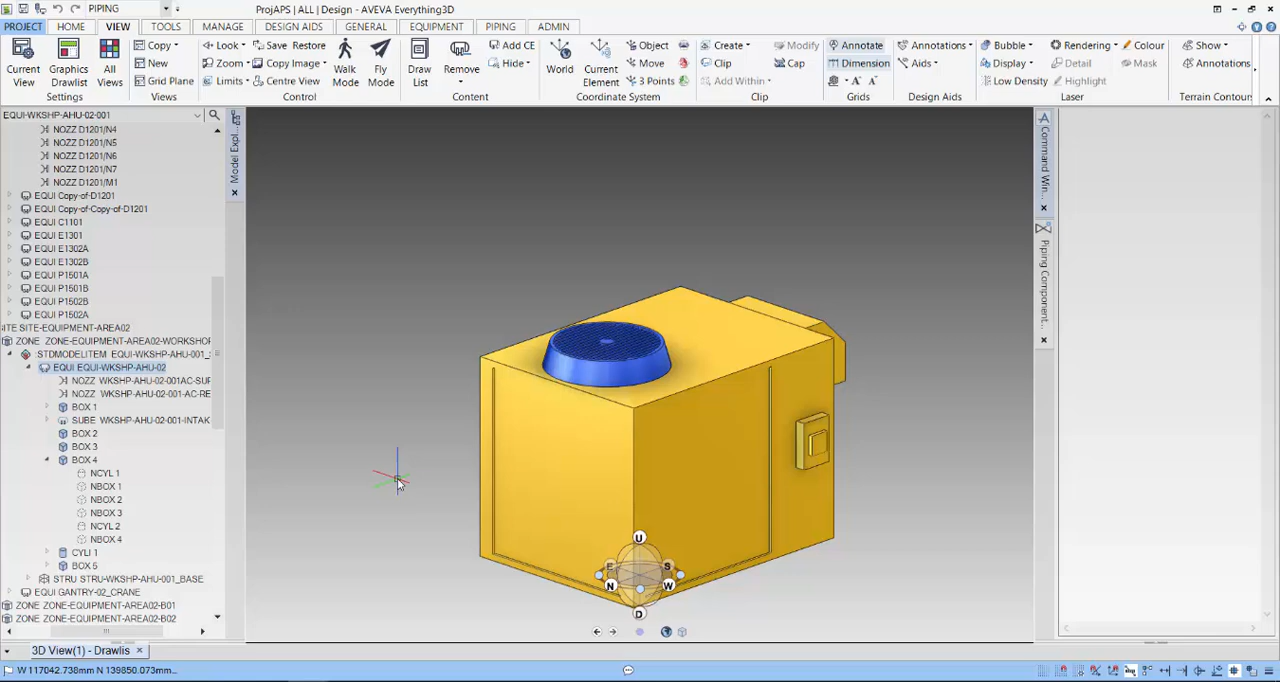 PIPING
ProjAPS | ALL | Design - AVEVA Everything3D
PROJECT HOME VIEW TOOLS MANAGE DESIGN AIDS GENERAL EQUIPMENT PIPING ADMIN
Current View
Graphics Drawlist
All Views
Settings
Copy
New
Grid Plane
Views
Look
Save
Restore
Zoom
Copy Image
Limits
Centre View
Walk Mode
Fly Mode
Control
Draw List
Remove
Add CE
Hide
Content
World
Current Element
Object
Move
3 Points
Coordinate System
Create
Modify
Clip
Cap
Add Within
Clip
Annotate
Dimension
A A
Grids
Annotations
Aids
Design Aids
Bubble
Display
Low Density
Rendering
Detail
Highlight
Colour
Mask
Laser
Show
Annotations
Terrain Contour
EQUI-WKSHP-AHU-02-001
NOZZ D1201/N4
NOZZ D1201/N5
NOZZ D1201/N6
NOZZ D1201/N7
NOZZ D1201/M1
EQUI Copy-of-D1201
EQUI Copy-of-Copy-of-D1201
EQUI C1101
EQUI E1301
EQUI E1302A
EQUI E1302B
EQUI P1501A
EQUI P1501B
EQUI P1502B
EQUI P1502A
SITE SITE-EQUIPMENT-AREA02
ZONE ZONE-EQUIPMENT-AREA02-WORKSHOP
STDMODELITEM EQUI-WKSHP-AHU-001_
EQUI EQUI-WKSHP-AHU-02
NOZZ WKSHP-AHU-02-001AC-SUP
NOZZ WKSHP-AHU-02-001-AC-RE
BOX 1
SUBE WKSHP-AHU-02-001-INTAK
BOX 2
BOX 3
BOX 4
NCYL 1
NBOX 1
NBOX 2
NBOX 3
NCYL 2
NBOX 4
CYLI 1
BOX 5
STRU STRU-WKSHP-AHU-001_BASE
EQUI GANTRY-02_CRANE
ZONE ZONE-EQUIPMENT-AREA02-B01
ZONE ZONE-EQUIPMENT-AREA02-B02
Model Expl...
Command Win...
Piping Component...
U
E S
N W
D
3D View(1) - Drawlis
W 117042.738mm N 139850.073mm...